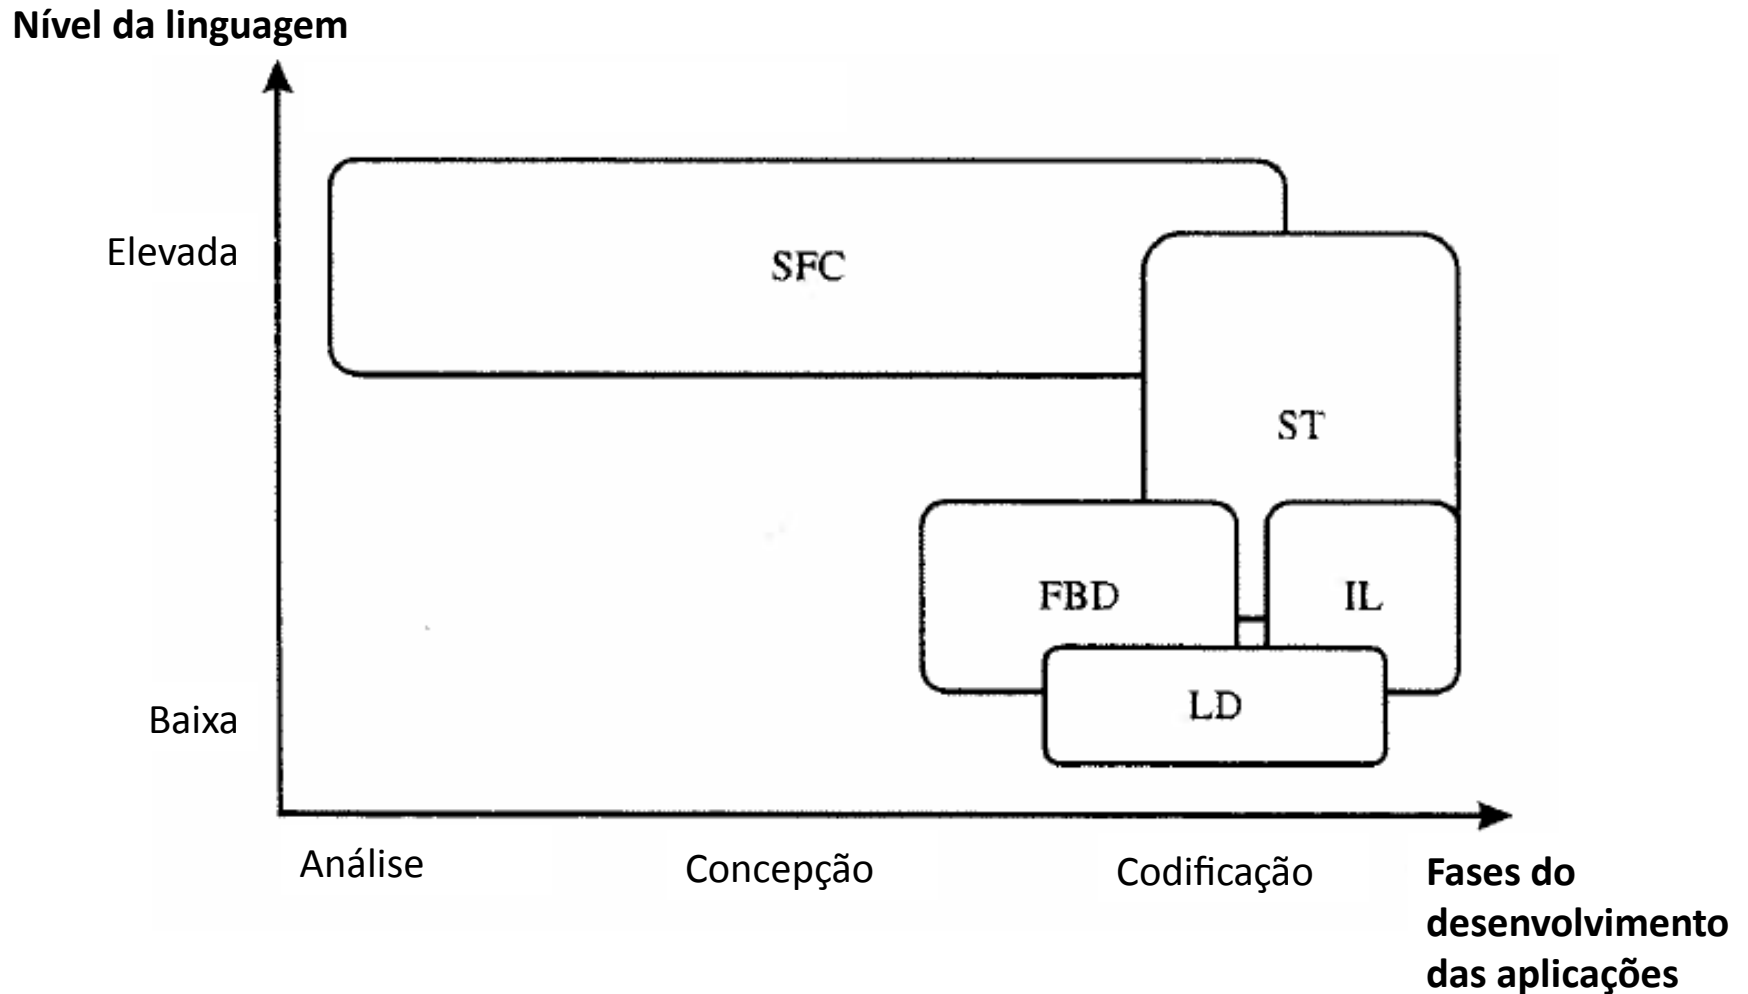 Nível da linguagem
Elevada
SFC
ST
FBD
IL
LD
Baixa
Análise
Concepção
Codificação
Fases do
desenvolvimento
das aplicações